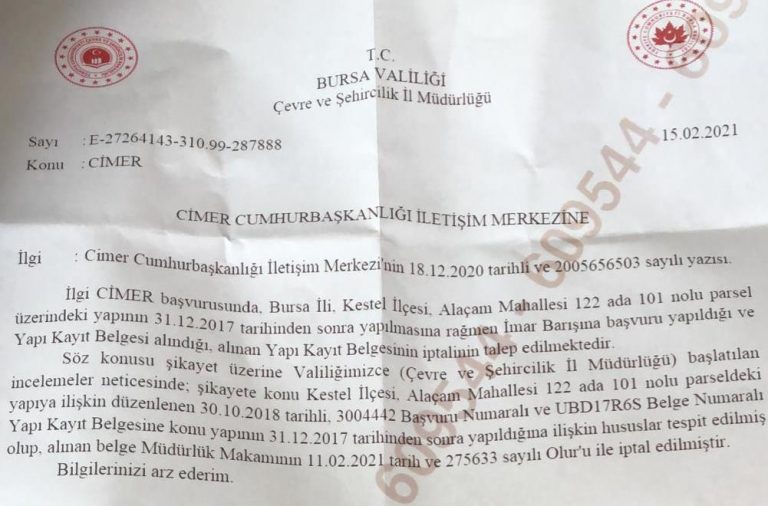 T.C.
BURSA VALİLİĞİ
Çevre ve Şehircilik İl Müdürlüğü
15.02.2021
Sayı : E-27264143-310.99-287888
Konu : CİMER
CİMER CUMHURBAŞKANLIĞI İLETİŞİM MERKEZİNE
İlgi : Cimer Cumhurbaşkanlığı İletişim Merkezi'nin 18.12.2020 tarihli ve 2005656503 sayılı yazısı.
İlgi CİMER başvurusunda, Bursa İli, Kestel İlçesi, Alaçam Mahallesi 122 ada 101 nolu parsel
üzerindeki yapının 31.12.2017 tarihinden sonra yapılmasına rağmen İmar Barışına başvuru yapıldığı ve
Yapı Kayıt Belgesi alındığı, alınan Yapı Kayıt Belgesinin iptalinin talep edilmektedir.
Söz konusu şikayet üzerine Valiliğimizce (Çevre ve Şehircilik İl Müdürlüğü) başlatılan
incelemeler neticesinde; şikayete konu Kestel İlçesi, Alaçam Mahallesi 122 ada 101 nolu parseldeki
yapıya ilişkin düzenlenen 30.10.2018 tarihli, 3004442 Başvuru Numaralı ve UBD17R6S Belge Numaralı
Yapı Kayıt Belgesine konu yapının 31.12.2017 tarihinden sonra yapıldığına ilişkin hususlar tespit edilmiş
olup, alınan belge Müdürlük Makamının 11.02.2021 tarih ve 275633 sayılı Olur'u ile iptal edilmiştir.
Bilgilerinizi arz ederim.
609544 - 609544 - 609